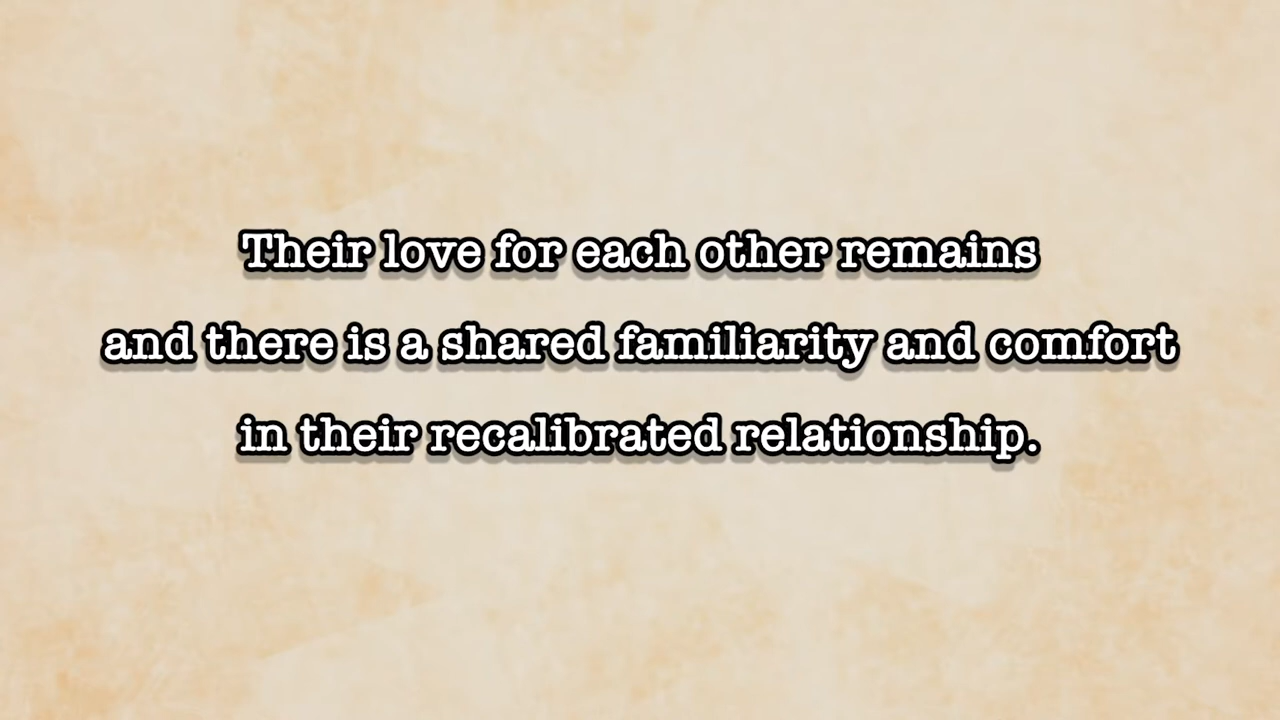 Their love for each other remains
and there is a shared familiarity and comfort
in their recalibrated relationship.